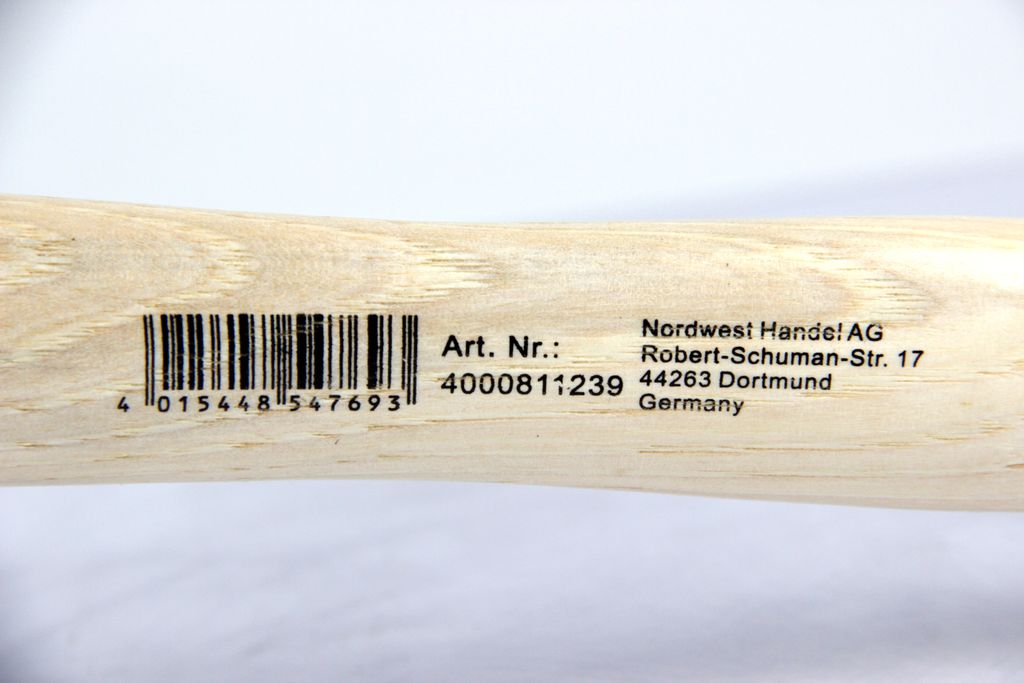 4 015448 547693
Art. Nr.:
4000811239
Nordwest Handel AG
Robert-Schuman-Str. 17
44263 Dortmund
Germany